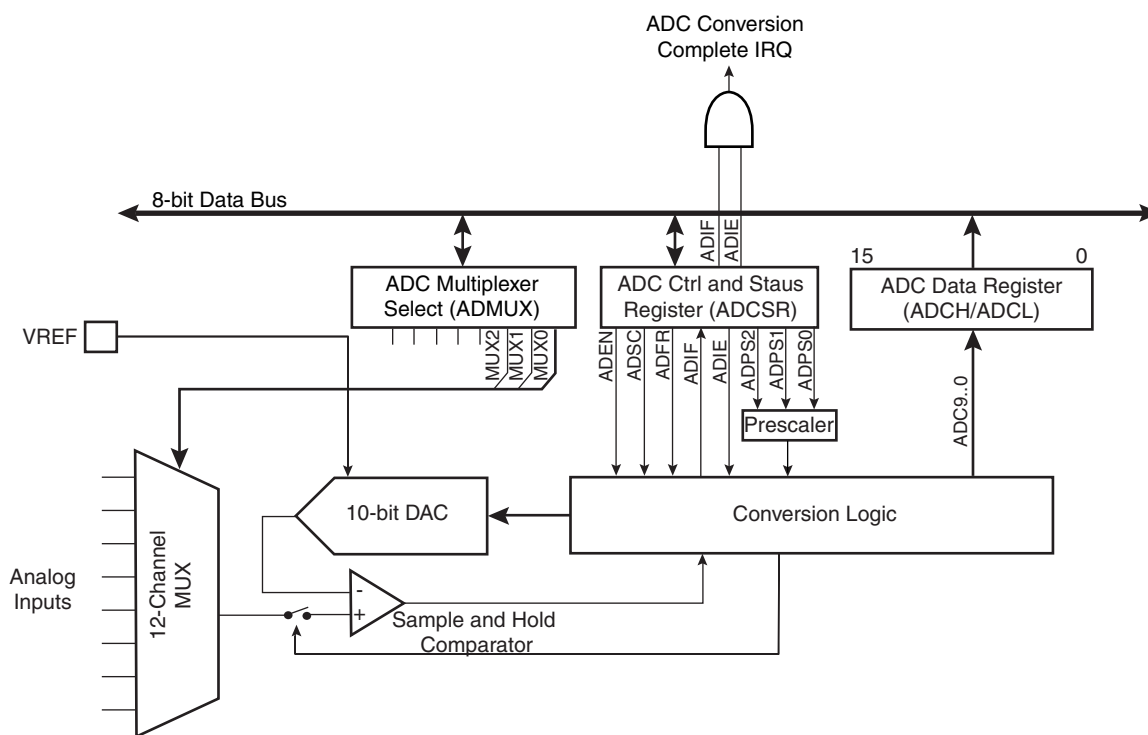 ADC Conversion
Complete IRQ
8-bit Data Bus
ADIF
ADIE
15
0
ADC Multiplexer
Select (ADMUX)
ADC Ctrl and Staus
Register (ADCSR)
ADC Data Register
(ADCH/ADCL)
VREF
MUX2
MUX1
MUX0
ADEN
ADSC
ADFR
ADIF
ADIE
ADPS2
ADPS1
ADPS0
ADC9..0
Prescaler
10-bit DAC
Conversion Logic
Analog
Inputs
12-Channel
MUX
-
+
Sample and Hold
Comparator